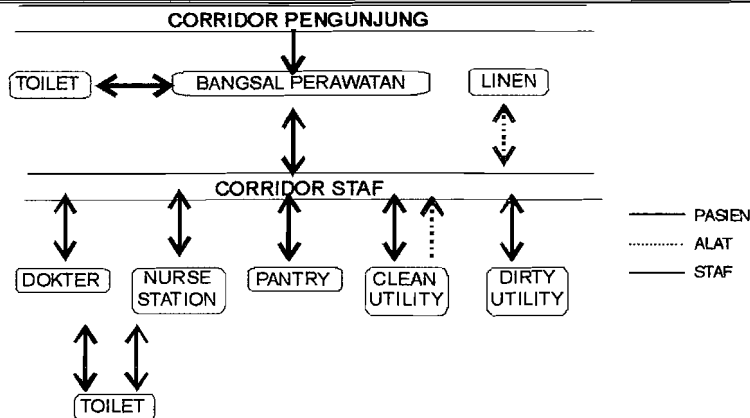 CORRIDOR PENGUNJUNG
TOILET
BANGSAL PERAWATAN
LINEN
CORRIDOR STAF
PASIEN
ALAT
STAF
DOKTER
NURSE
STATION
PANTRY
CLEAN
UTILITY
DIRTY
UTILITY
TOILET